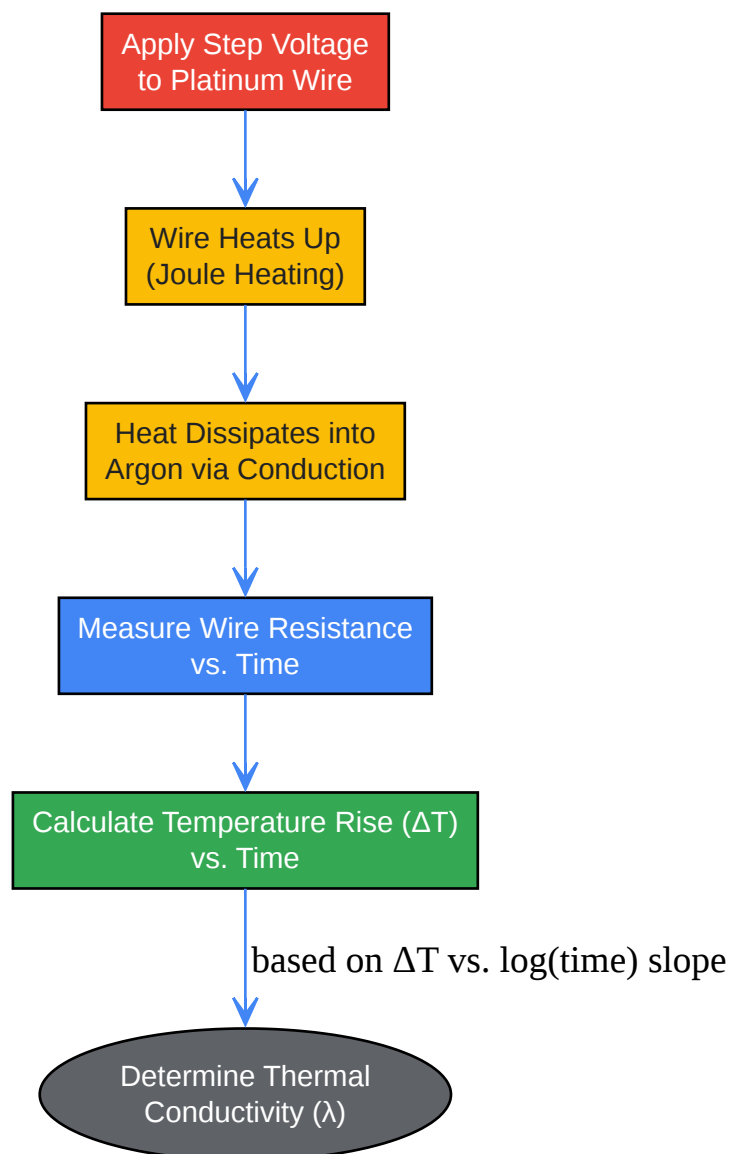 Apply Step Voltage
to Platinum Wire
Wire Heats Up
(Joule Heating)
Heat Dissipates into
Argon via Conduction
Measure Wire Resistance
vs. Time
Calculate Temperature Rise (ΔT)
vs. Time
based on ΔT vs. log(time) slope
Determine Thermal
Conductivity (λ)